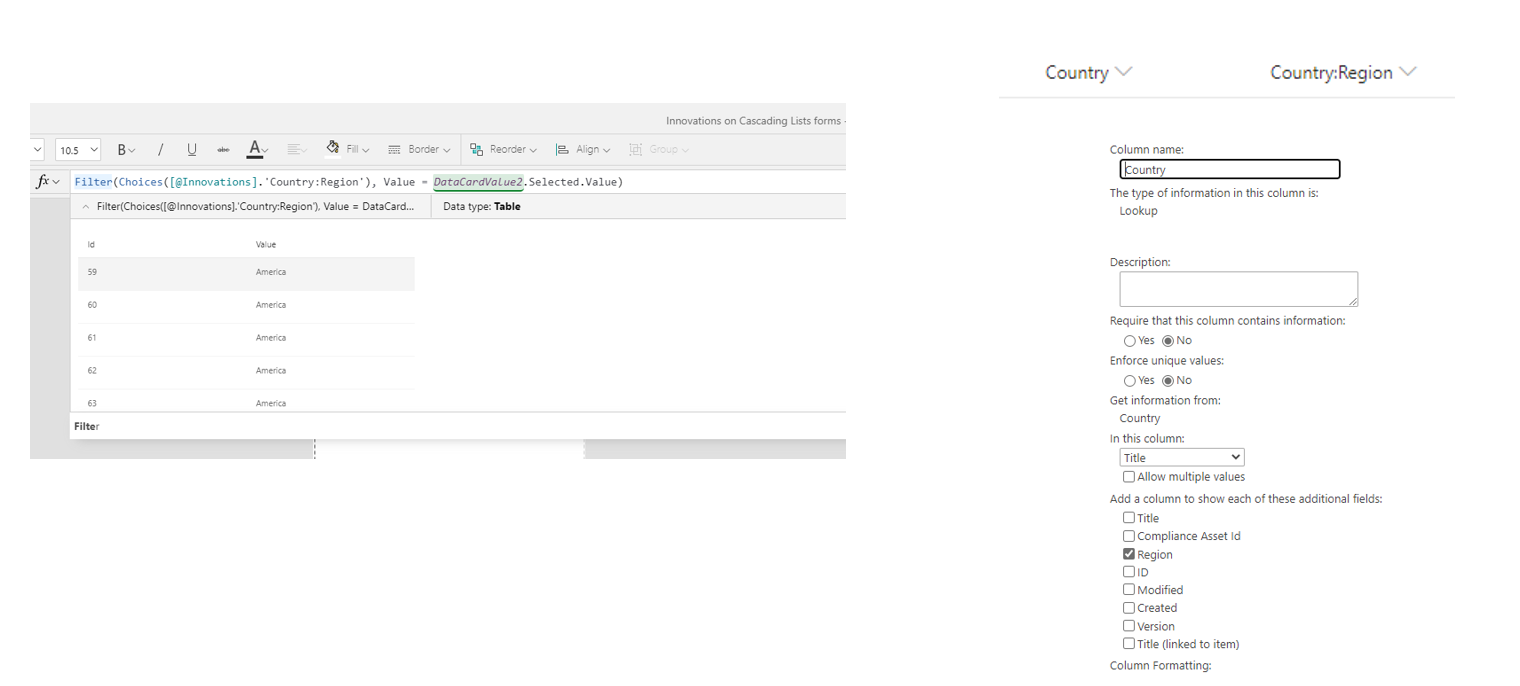 Innovations on Cascading Lists forms -
10.5 B / U abc A Fill Border Reorder Align Group
fx Filter(Choices([@Innovations].'Country:Region'), Value = DataCardValue2.Selected.Value)
Filter(Choices([@Innovations].'Country:Region'), Value = DataCard... Data type: Table
Id Value
59 America
60 America
61 America
62 America
63 America
Filter
Country Country:Region
Column name:
Country
The type of information in this column is:
Lookup
Description:
Require that this column contains information:
Yes No
Enforce unique values:
Yes No
Get information from:
Country
In this column:
Title
Allow multiple values
Add a column to show each of these additional fields:
Title
Compliance Asset Id
Region
ID
Modified
Created
Version
Title (linked to item)
Column Formatting: